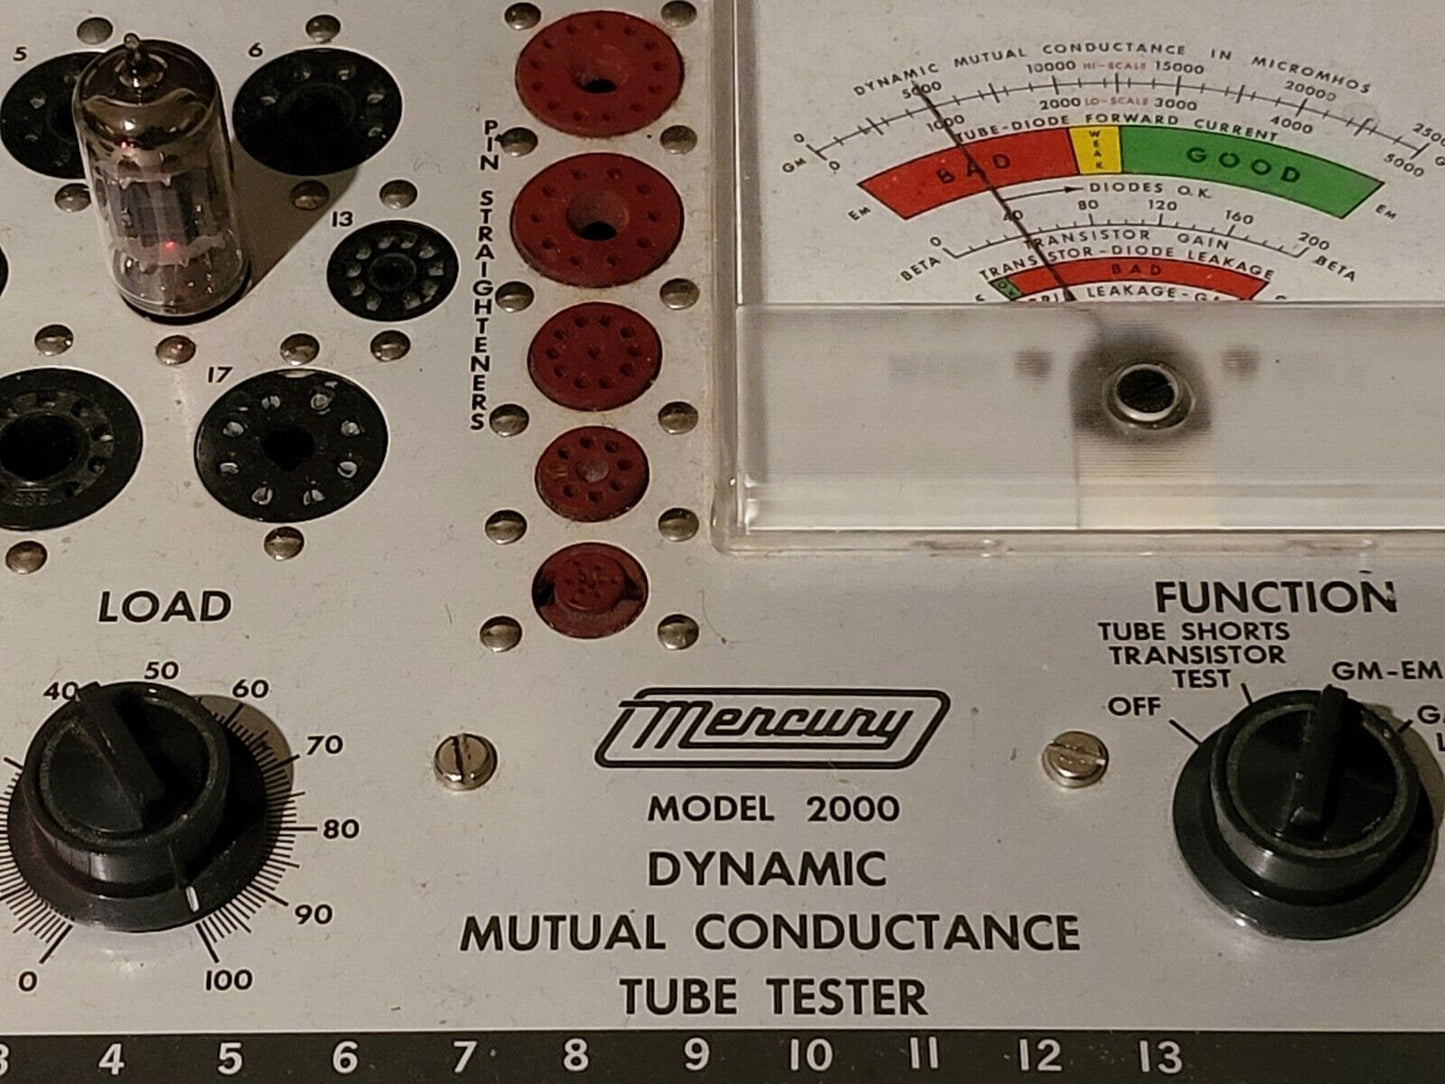 5
6
13
17
PIN STRAIGHTENERS
DYNAMIC MUTUAL CONDUCTANCE IN MICROMHOS
5000 10000 HI-SCALE 15000 20000 2500
0 1000 2000 LO-SCALE 3000 4000 5000
GM 0
TUBE-DIODE FORWARD CURRENT
BAD WEAK GOOD
EM EM
DIODES O.K.
0 40 80 120 160 200
BETA TRANSISTOR GAIN BETA
TRANSISTOR-DIODE LEAKAGE
BAD
LEAKAGE-
LOAD
0 40 50 60 70 80 90 100
Mercury
MODEL 2000
DYNAMIC
MUTUAL CONDUCTANCE
TUBE TESTER
FUNCTION
TUBE SHORTS
TRANSISTOR
TEST
GM-EM
OFF
3 4 5 6 7 8 9 10 11 12 13